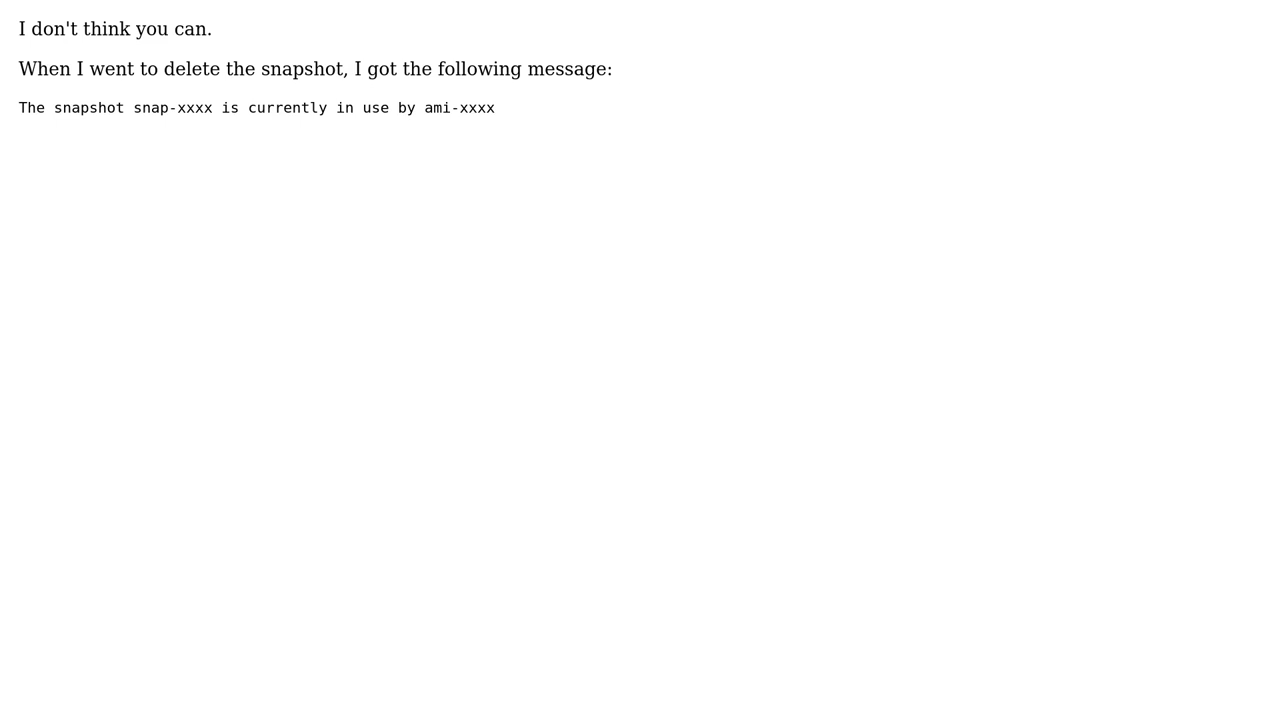 I don't think you can.
When I went to delete the snapshot, I got the following message:
The snapshot snap-xxxx is currently in use by ami-xxxx